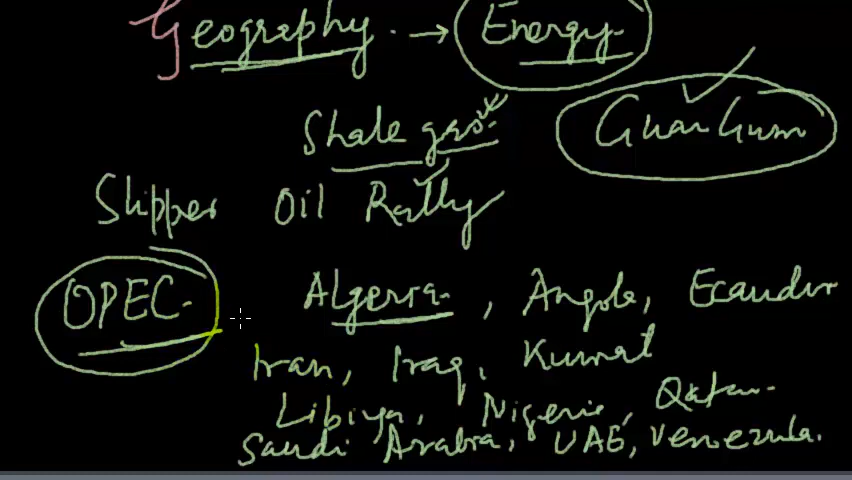 Geography. → Energy.
Shale gas.
Guar Gum
Slipper Oil Rally
OPEC.
Algeria. , Angola, Ecaudor
Iran, Iraq, Kuwait
Libiya, Nigeria, Qatar.
Saudi Arabia, UAE, Venezula.